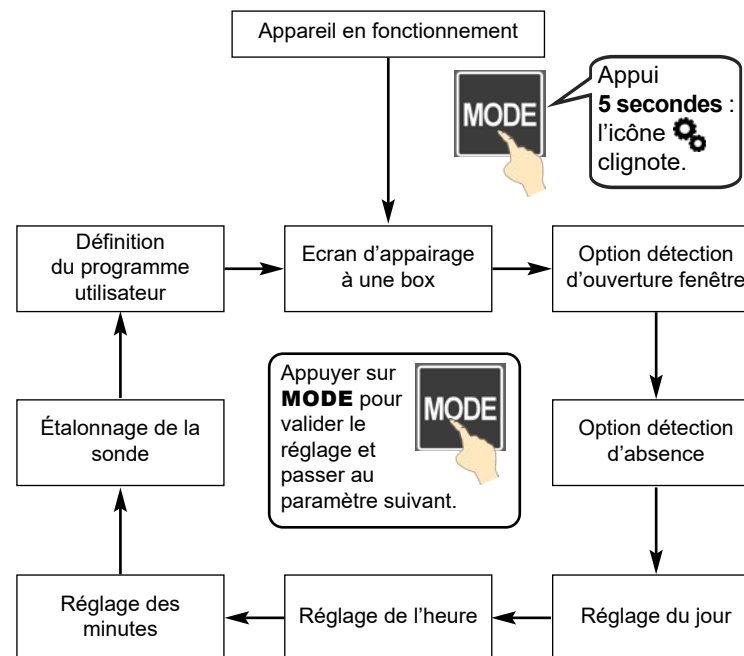 Appareil en fonctionnement
MODE
Appui
5 secondes :
l'icône
clignote.
Définition
du programme
utilisateur
Ecran d'appairage
à une box
Option détection
d'ouverture fenêtre
Appuyer sur
MODE pour
valider le
réglage et
passer au
paramètre suivant.
MODE
Étalonnage de la
sonde
Option détection
d'absence
Réglage des
minutes
Réglage de l'heure
Réglage du jour